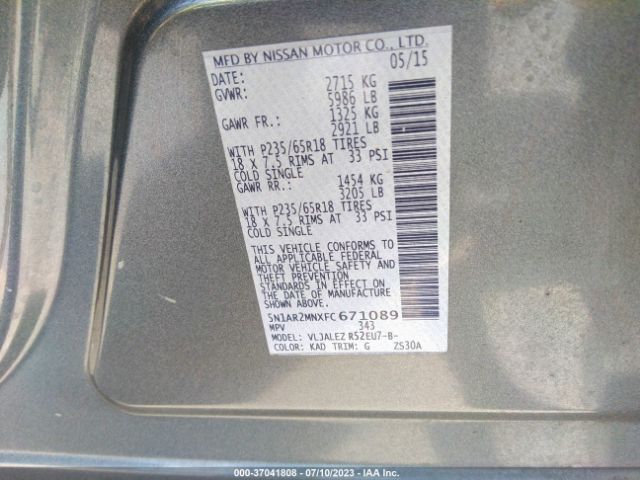 MFD BY NISSAN MOTOR CO., LTD.
DATE: 05/15
GVWR: 2715 KG
5986 LB
GAWR FR.: 1325 KG
2921 LB
WITH P235/65R18 TIRES
18 X 7.5 RIMS AT 33 PSI
COLD SINGLE
GAWR RR.: 1454 KG
3205 LB
WITH P235/65R18 TIRES
18 X 7.5 RIMS AT 33 PSI
COLD SINGLE
THIS VEHICLE CONFORMS TO
ALL APPLICABLE FEDERAL
MOTOR VEHICLE SAFETY AND
THEFT PREVENTION
STANDARDS IN EFFECT ON
THE DATE OF MANUFACTURE
SHOWN ABOVE.
5N1AR2MNXFC671089
MPV 343
MODEL: VLJALEZ R52EU7-B-
COLOR: KAD TRIM: G ZS30A
000-37041808 - 07/10/2023 - IAA Inc.